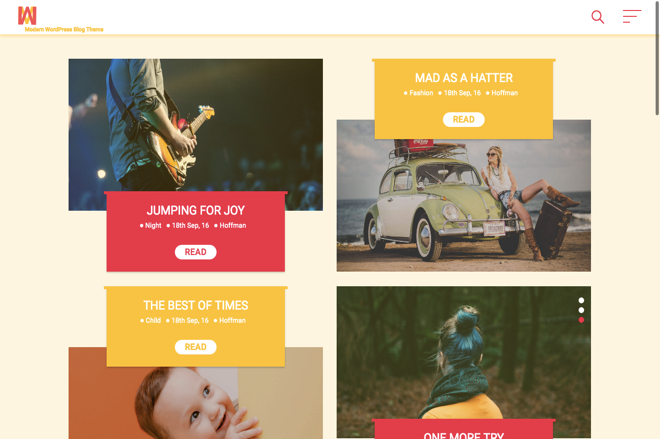 Modern WordPress Blog Theme
JUMPING FOR JOY
Night 18th Sep, 16 Hoffman
READ
MAD AS A HATTER
Fashion 18th Sep, 16 Hoffman
READ
THE BEST OF TIMES
Child 18th Sep, 16 Hoffman
READ
ONE MORE TRY